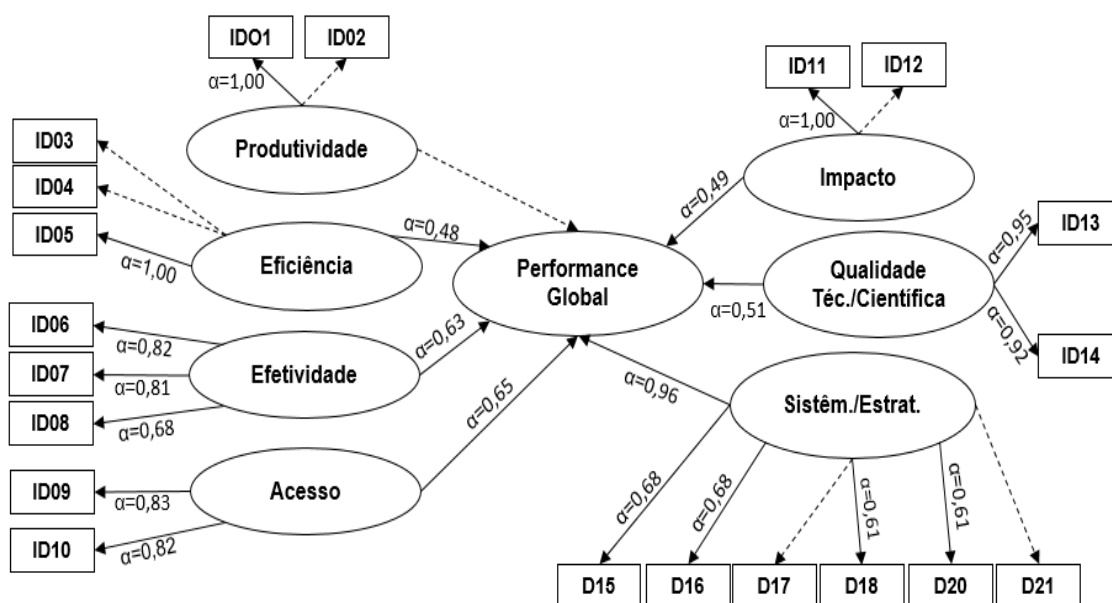 IDO1
ID02
α=1,00
Produtividade
ID03
ID04
ID05
α=1,00
Eficiência
α=0,48
ID06
ID07
ID08
α=0,82
α=0,81
α=0,68
Efetividade
α=0,63
ID09
ID10
α=0,83
α=0,82
Acesso
α=0,65
Performance
Global
ID11
ID12
α=1,00
Impacto
α=0,49
ID13
ID14
α=0,95
α=0,92
Qualidade
Téc./Científica
α=0,51
Sistêm./Estrat.
α=0,96
α=0,68
α=0,68
α=0,61
α=0,61
D15
D16
D17
D18
D20
D21